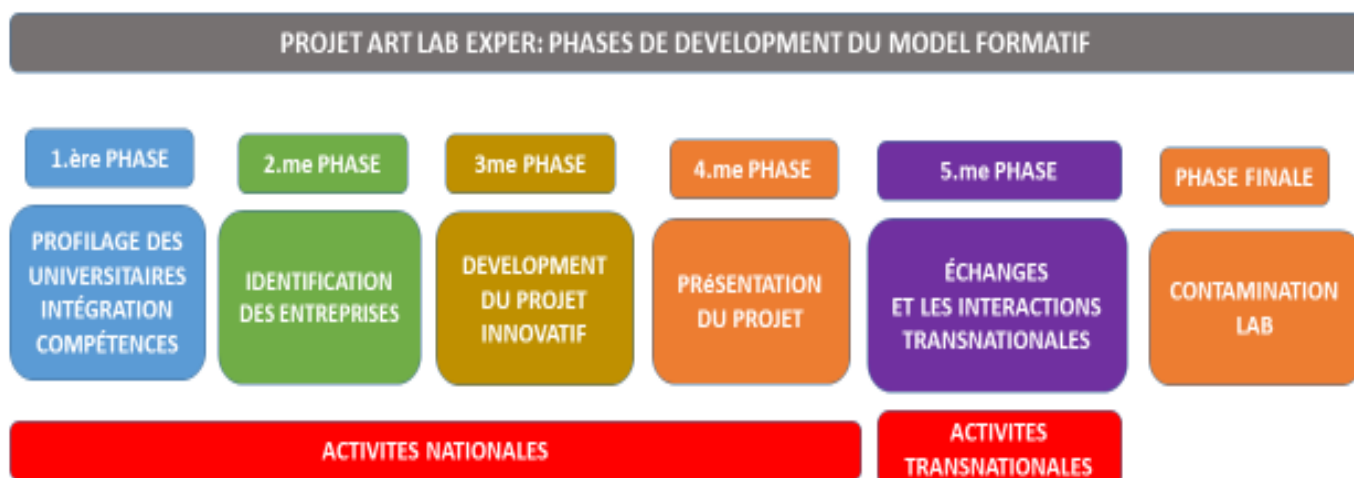 PROJET ART LAB EXPER: PHASES DE DEVELOPMENT DU MODEL FORMATIF
1.ère PHASE
PROFILAGE DES
UNIVERSITAIRES
INTÉGRATION
COMPÉTENCES
2.me PHASE
IDENTIFICATION
DES ENTREPRISES
3me PHASE
DEVELOPMENT
DU PROJET
INNOVATIF
4.me PHASE
PRéSENTATION
DU PROJET
5.me PHASE
ÉCHANGES
ET LES INTERACTIONS
TRANSNATIONALES
PHASE FINALE
CONTAMINATION
LAB
ACTIVITES NATIONALES
ACTIVITES
TRANSNATIONALES